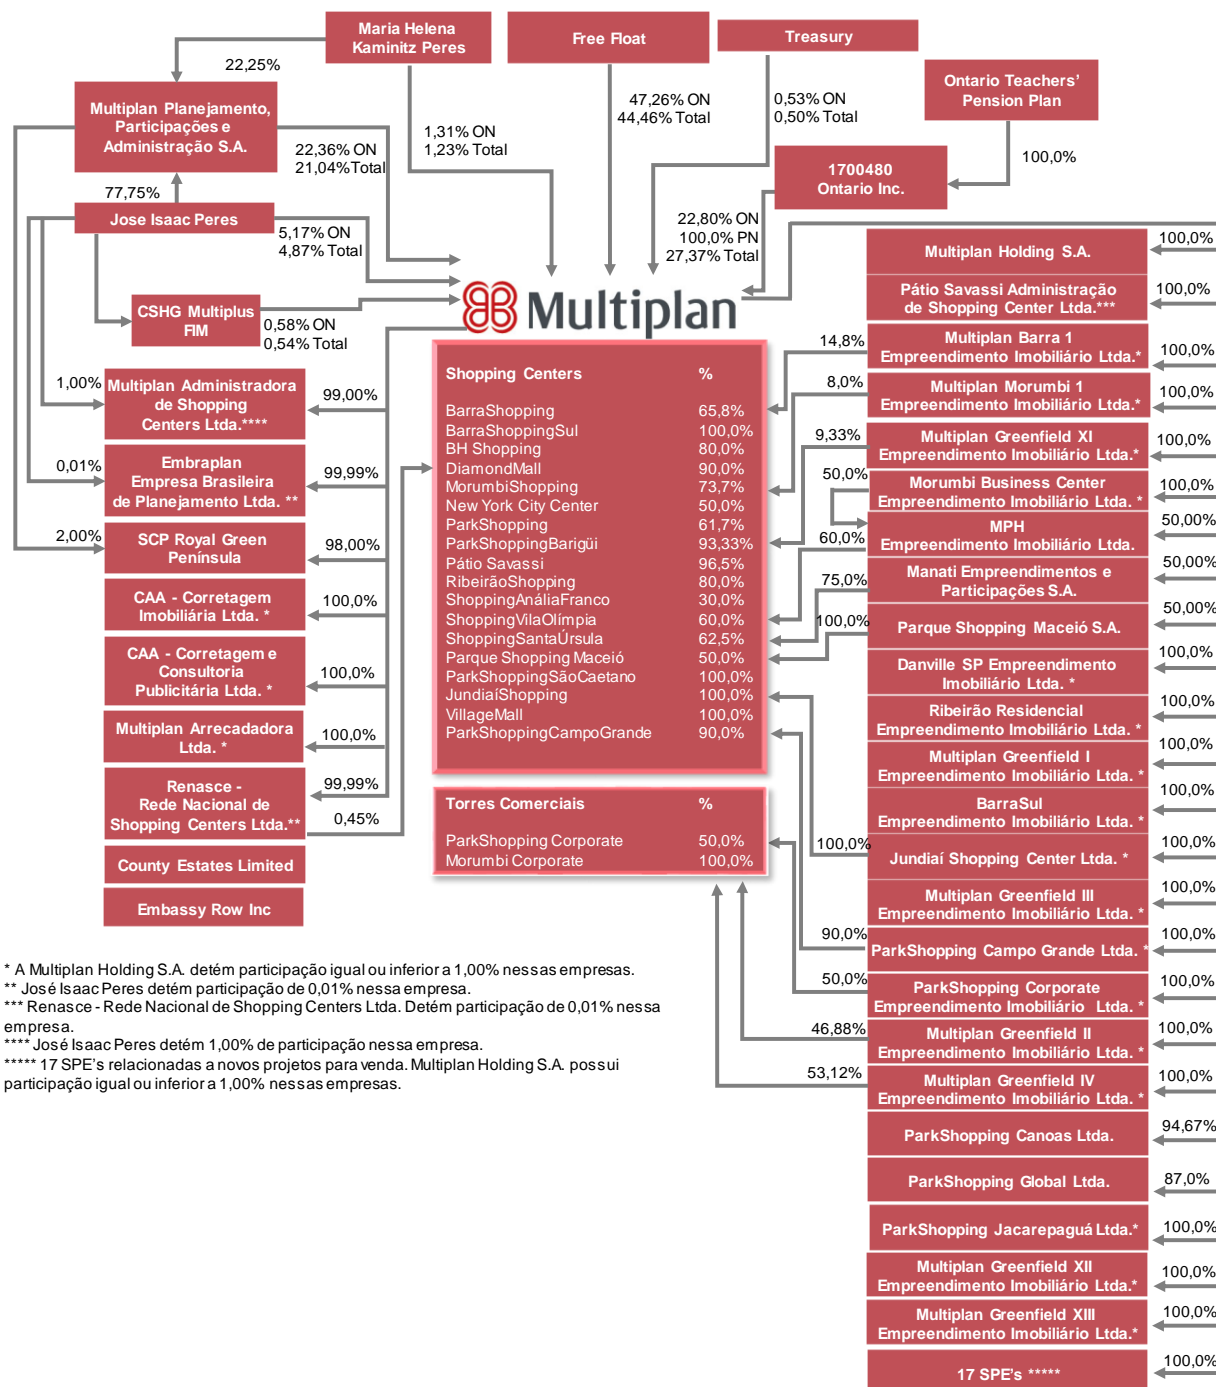 Maria Helena
Kaminitz Peres
Free Float
Treasury
Ontario Teachers'
Pension Plan
22,25%
Multiplan Planejamento,
Participações e
Administração S.A.
22,36% ON
21,04%Total
1,31% ON
1,23% Total
47,26% ON
44,46% Total
0,53% ON
0,50% Total
100,0%
1700480
Ontario Inc.
77,75%
Jose Isaac Peres
5,17% ON
4,87% Total
22,80% ON
100,0% PN
27,37% Total
CSHG Multiplus
FIM
0,58% ON
0,54% Total
Multiplan
1,00%
Multiplan Administradora
de Shopping
Centers Ltda.****
99,00%
0,01%
Embraplan
Empresa Brasileira
de Planejamento Ltda. **
99,99%
2,00%
SCP Royal Green
Península
98,00%
CAA - Corretagem
Imobiliária Ltda. *
100,0%
CAA - Corretagem e
Consultoria
Publicitária Ltda. *
100,0%
Multiplan Arrecadadora
Ltda. *
100,0%
Renasce -
Rede Nacional de
Shopping Centers Ltda.**
99,99%
0,45%
County Estates Limited
Embassy Row Inc
Shopping Centers %
BarraShopping 65,8%
BarraShoppingSul 100,0%
BH Shopping 80,0%
DiamondMall 90,0%
MorumbiShopping 73,7%
New York City Center 50,0%
ParkShopping 61,7%
ParkShoppingBarigüi 93,33%
Pátio Savassi 96,5%
RibeirãoShopping 80,0%
ShoppingAnáliaFranco 30,0%
ShoppingVilaOlímpia 60,0%
ShoppingSantaÚrsula 62,5%
Parque Shopping Maceió 50,0%
ParkShoppingSãoCaetano 100,0%
JundiaíShopping 100,0%
VillageMall 100,0%
ParkShoppingCampoGrande 90,0%
Torres Comerciais %
ParkShopping Corporate 50,0%
Morumbi Corporate 100,0%
Multiplan Holding S.A.
100,0%
Pátio Savassi Administração
de Shopping Center Ltda.***
100,0%
14,8%
Multiplan Barra 1
Empreendimento Imobiliário Ltda.*
100,0%
8,0%
Multiplan Morumbi 1
Empreendimento Imobiliário Ltda.*
100,0%
9,33%
Multiplan Greenfield XI
Empreendimento Imobiliário Ltda.*
100,0%
50,0%
Morumbi Business Center
Empreendimento Imobiliário Ltda. *
100,0%
60,0%
MPH
Empreendimento Imobiliário Ltda.
50,00%
75,0%
Manati Empreendimentos e
Participações S.A.
50,00%
100,0%
Parque Shopping Maceió S.A.
50,00%
Danville SP Empreendimento
Imobiliário Ltda. *
100,0%
Ribeirão Residencial
Empreendimento Imobiliário Ltda. *
100,0%
Multiplan Greenfield I
Empreendimento Imobiliário Ltda. *
100,0%
BarraSul
Empreendimento Imobiliário Ltda. *
100,0%
100,0%
Jundiaí Shopping Center Ltda. *
100,0%
Multiplan Greenfield III
Empreendimento Imobiliário Ltda. *
100,0%
90,0%
ParkShopping Campo Grande Ltda. *
100,0%
50,0%
ParkShopping Corporate
Empreendimento Imobiliário Ltda. *
100,0%
46,88%
Multiplan Greenfield II
Empreendimento Imobiliário Ltda. *
100,0%
53,12%
Multiplan Greenfield IV
Empreendimento Imobiliário Ltda. *
100,0%
ParkShopping Canoas Ltda.
94,67%
ParkShopping Global Ltda.
87,0%
ParkShopping Jacarepaguá Ltda.*
100,0%
Multiplan Greenfield XII
Empreendimento Imobiliário Ltda.*
100,0%
Multiplan Greenfield XIII
Empreendimento Imobiliário Ltda.*
100,0%
17 SPE's *****
100,0%
* A Multiplan Holding S.A. detém participação igual ou inferior a 1,00% nessas empresas.
** José Isaac Peres detém participação de 0,01% nessa empresa.
*** Renasce - Rede Nacional de Shopping Centers Ltda. Detém participação de 0,01% nessa
empresa.
**** José Isaac Peres detém 1,00% de participação nessa empresa.
***** 17 SPE's relacionadas a novos projetos para venda. Multiplan Holding S.A. possui
participação igual ou inferior a 1,00% nessas empresas.